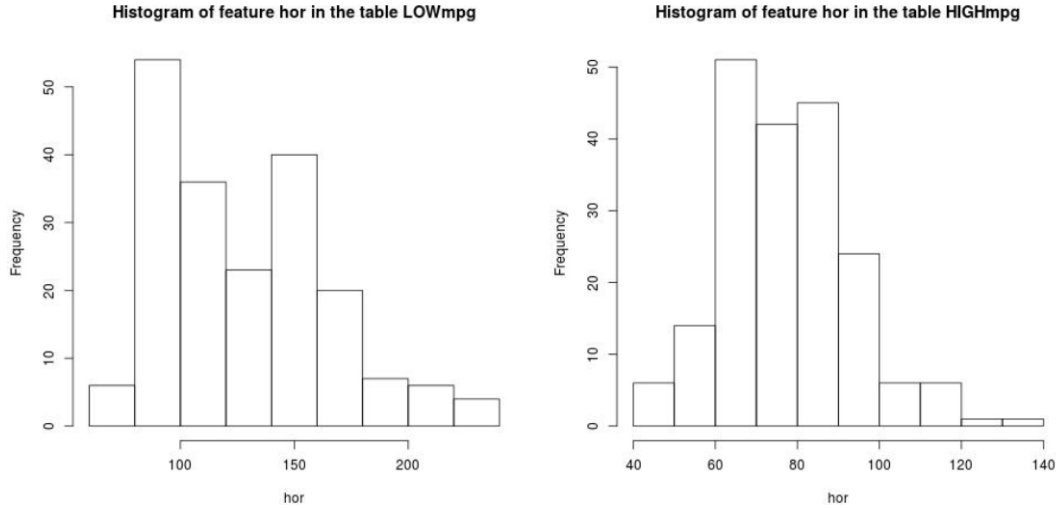 Histogram of feature hor in the table LOWmpg
Frequency
0
10
20
30
40
50
100 150 200
hor
Histogram of feature hor in the table HIGHmpg
Frequency
0
10
20
30
40
50
40 60 80 100 120 140
hor